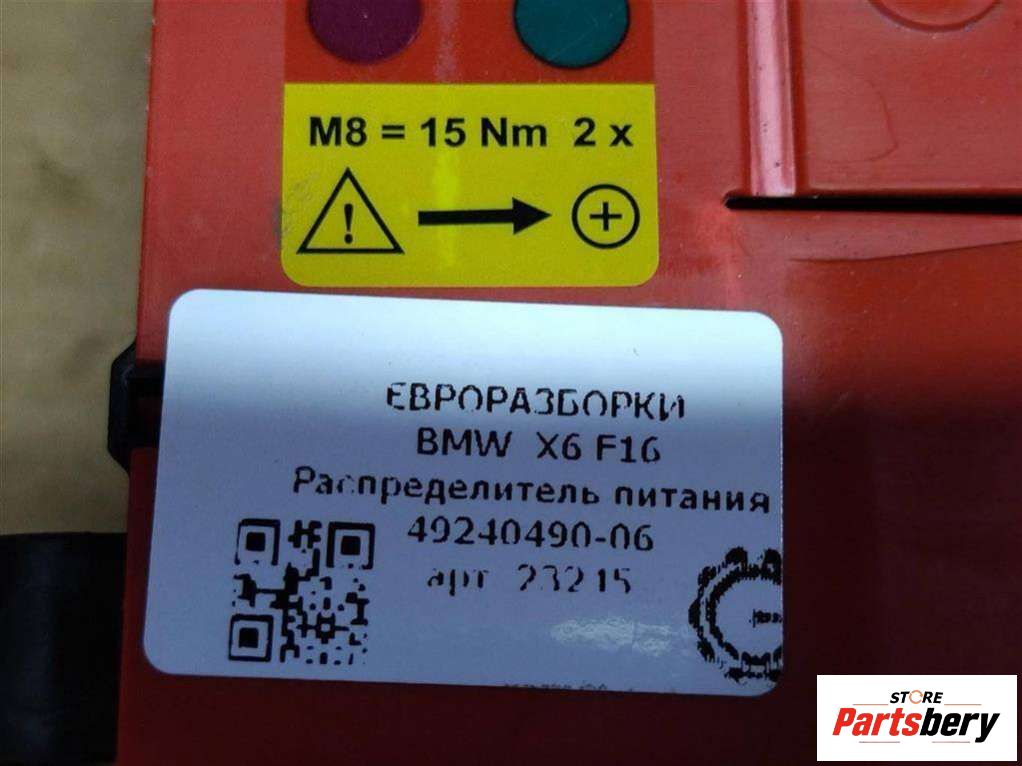 M8 = 15 Nm 2 x
ЕВРОРАЗБОРКИ
BMW X6 F16
Распределитель питания
49240490-06
арт 23215
STORE
Partsbery